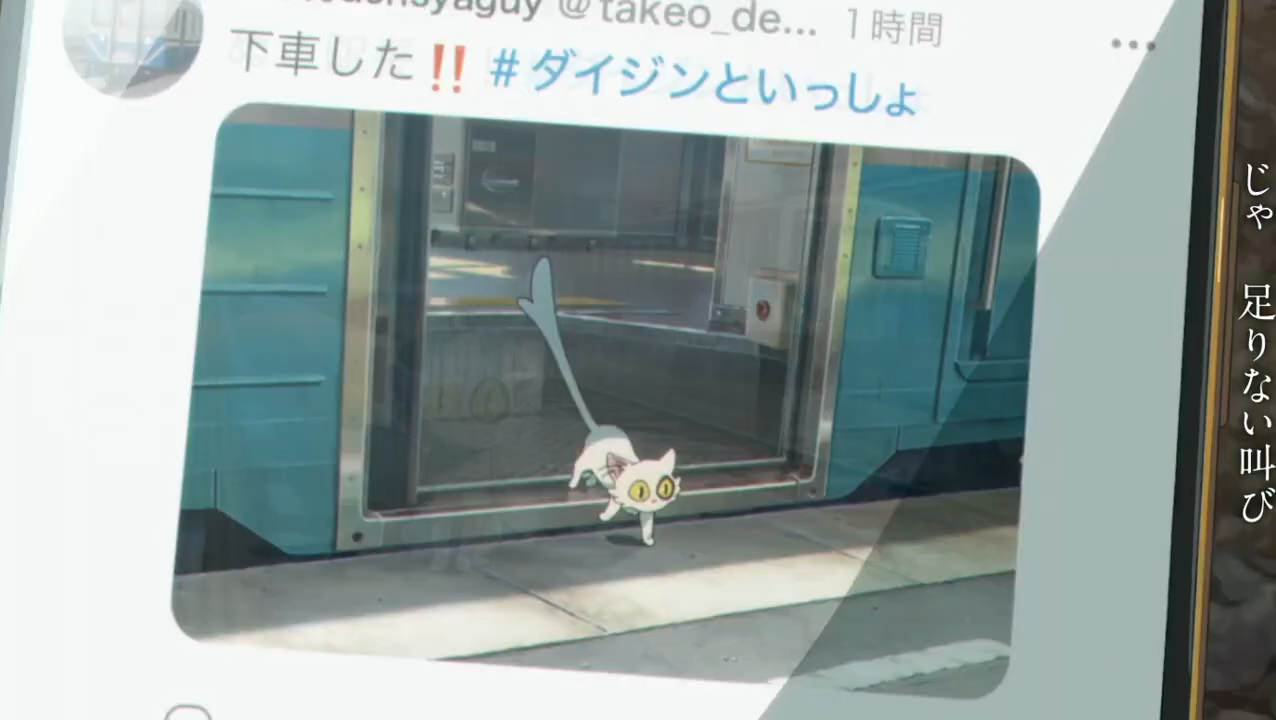 @takeo_de... 1時間
下車した‼ #ダイジンといっしょ
じゃ 足りない叫び